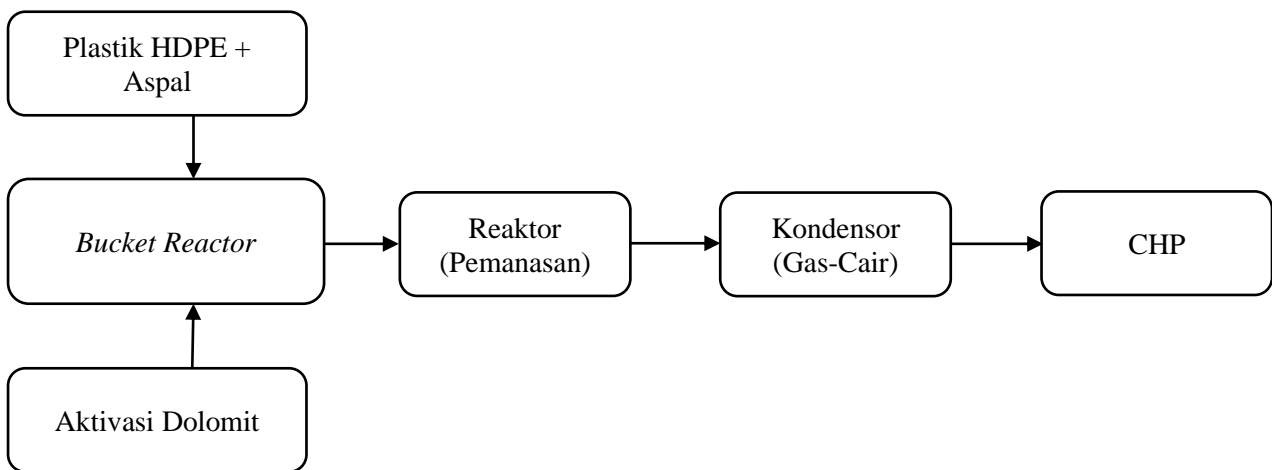 Plastik HDPE +
Aspal
Bucket Reactor
Reaktor
(Pemanasan)
Kondensor
(Gas-Cair)
CHP
Aktivasi Dolomit